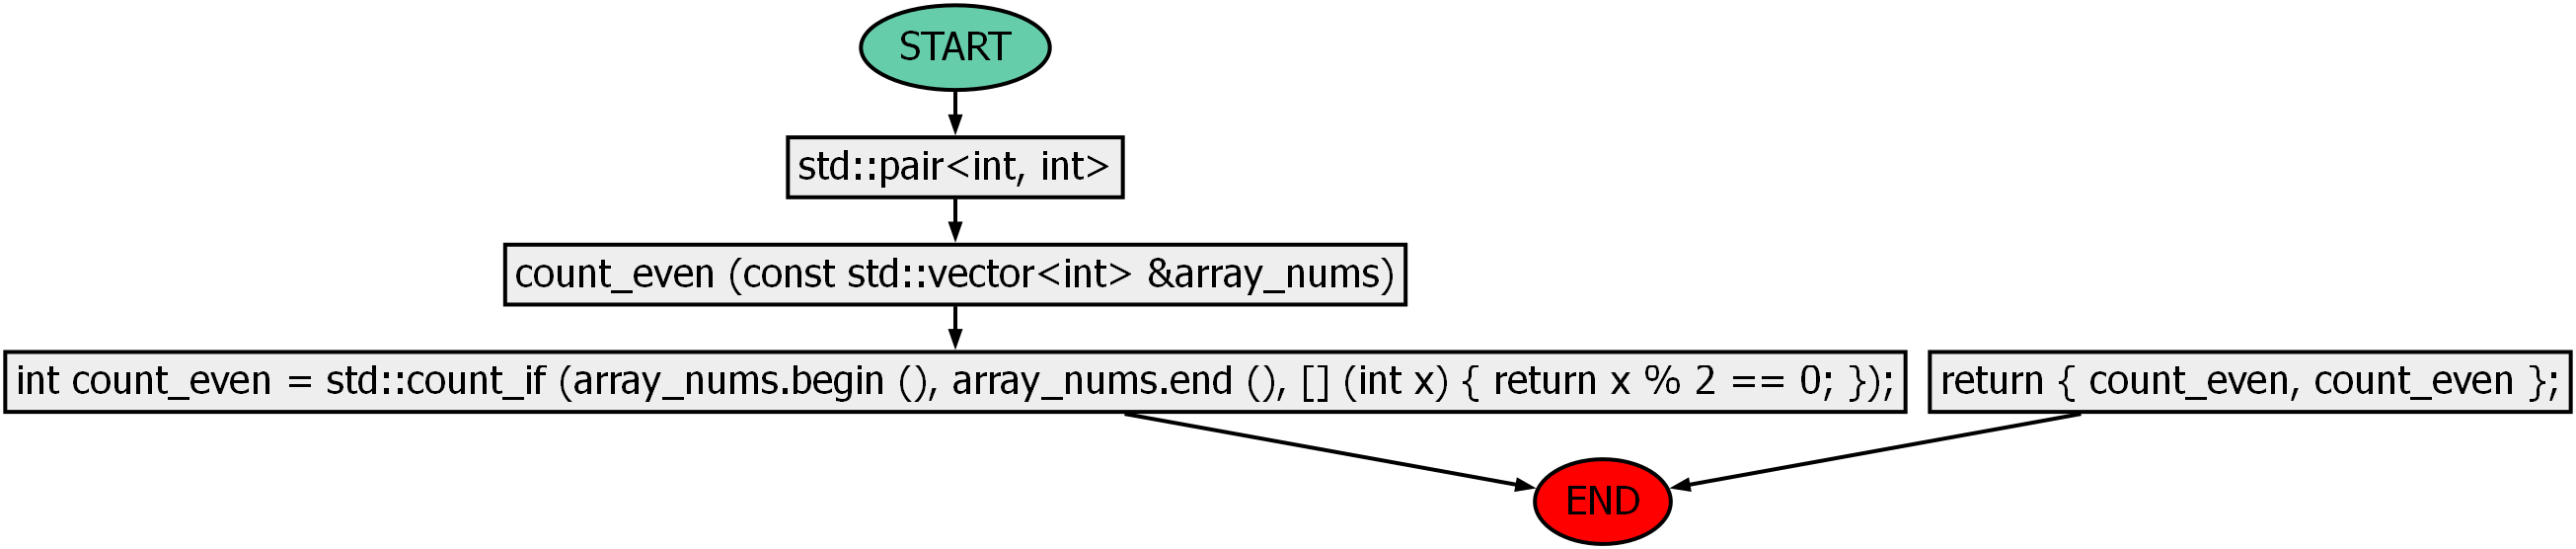 START
std::pair<int, int>
count_even (const std::vector<int> &array_nums)
int count_even = std::count_if (array_nums.begin (), array_nums.end (), [] (int x) { return x % 2 == 0; });
return { count_even, count_even };
END